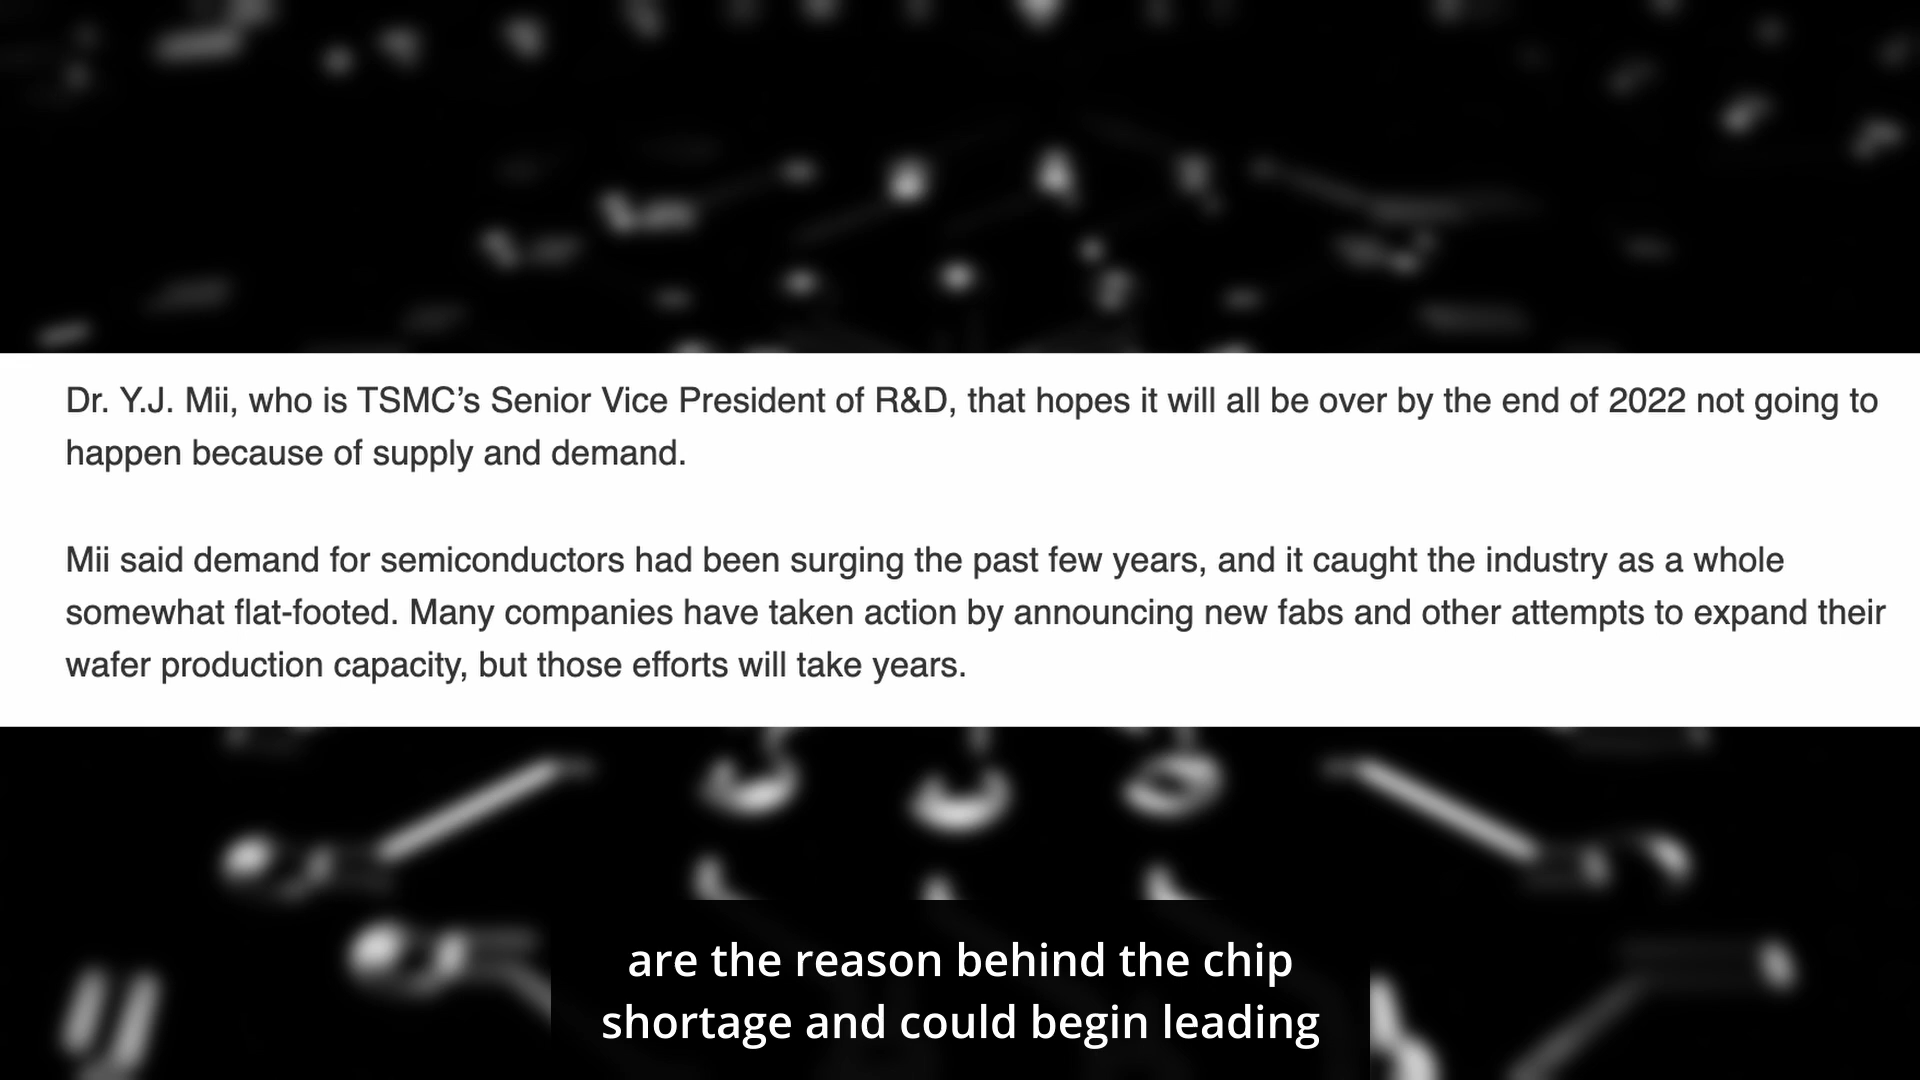 Dr. Y.J. Mii, who is TSMC’s Senior Vice President of R&D, that hopes it will all be over by the end of 2022 not going to
happen because of supply and demand.
Mii said demand for semiconductors had been surging the past few years, and it caught the industry as a whole
somewhat flat-footed. Many companies have taken action by announcing new fabs and other attempts to expand their
wafer production capacity, but those efforts will take years.
are the reason behind the chip
shortage and could begin leading